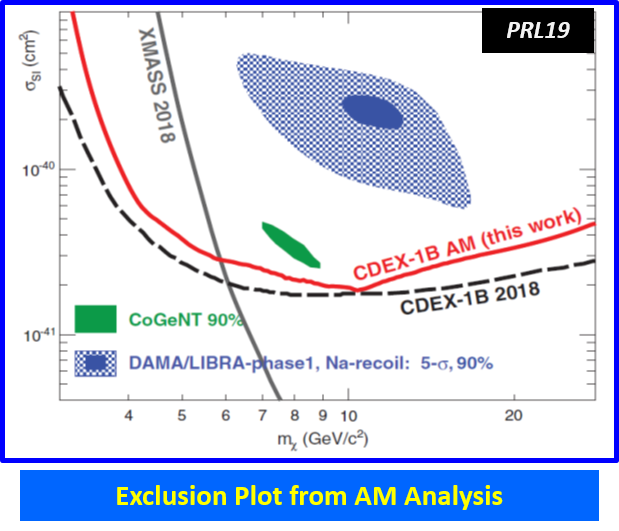 PRL19
σSI (cm²)
XMASS 2018
10⁻⁴⁰
CDEX-1B AM (this work)
CDEX-1B 2018
CoGeNT 90%
10⁻⁴¹
DAMA/LIBRA-phase1, Na-recoil: 5-σ, 90%
4 5 6 7 8 9 10 20
mχ (GeV/c²)
Exclusion Plot from AM Analysis